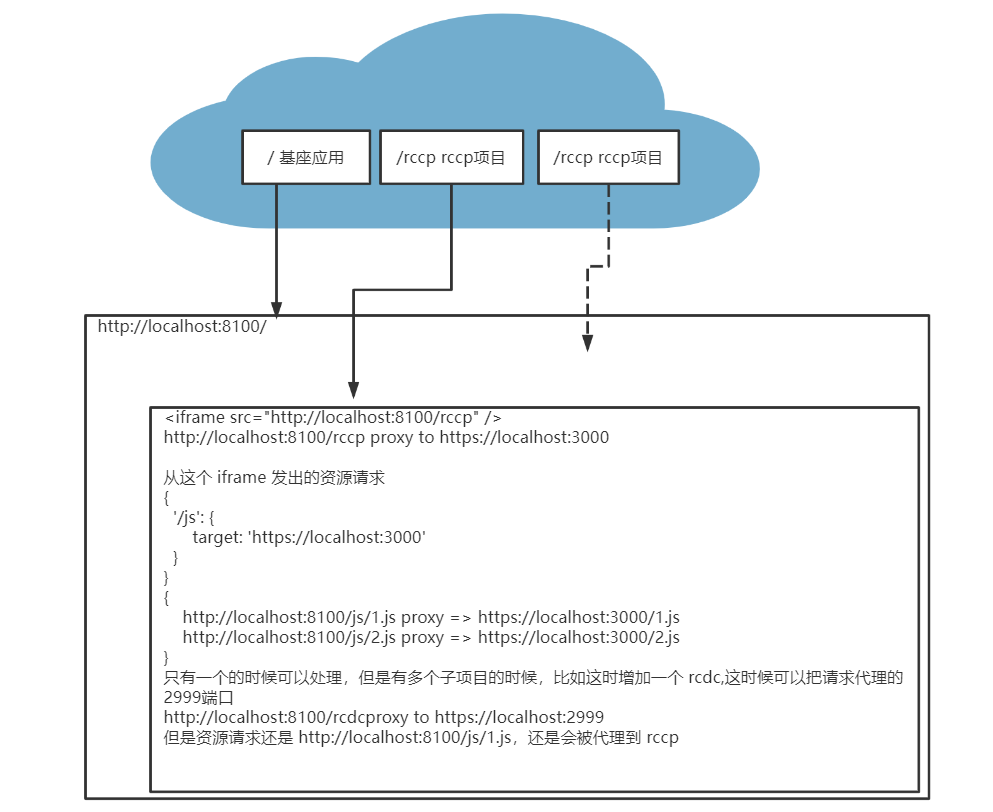 / 基座应用
/rccp rccp项目
/rccp rccp项目
http://localhost:8100/
<iframe src="http://localhost:8100/rccp" />
http://localhost:8100/rccp proxy to https://localhost:3000
从这个 iframe 发出的资源请求
{
'/js': {
target: 'https://localhost:3000'
}
}
{
http://localhost:8100/js/1.js proxy => https://localhost:3000/1.js
http://localhost:8100/js/2.js proxy => https://localhost:3000/2.js
}
只有一个的时候可以处理，但是有多个子项目的时候，比如这时增加一个 rcdc,这时候可以把请求代理的
2999端口
http://localhost:8100/rcdcproxy to https://localhost:2999
但是资源请求还是 http://localhost:8100/js/1.js，还是会被代理到 rccp